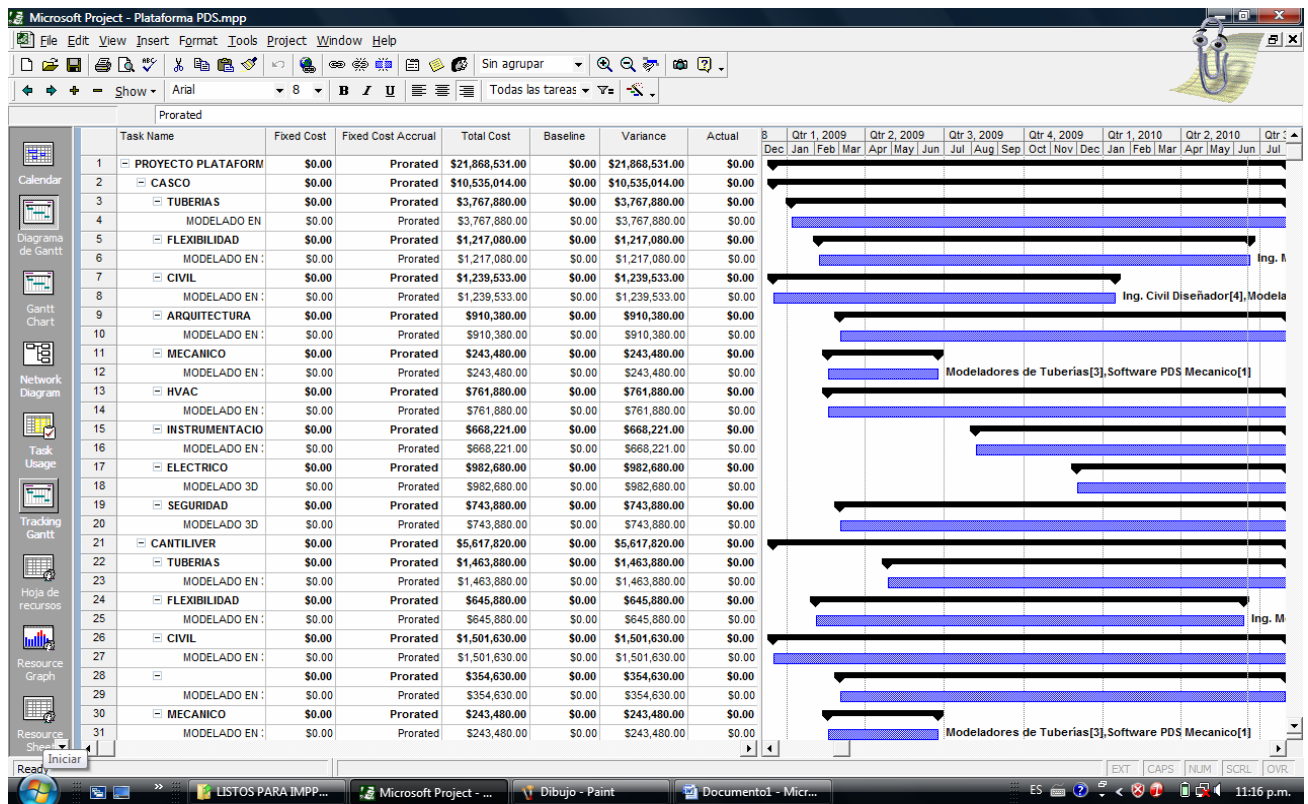 Microsoft Project - Plataforma PDS.mpp
File Edit View Insert Format Tools Project Window Help
Sin agrupar
Show Arial 8 B I U Todas las tareas
Prorated
Task Name Fixed Cost Fixed Cost Accrual Total Cost Baseline Variance Actual 8 Qtr 1, 2009 Qtr 2, 2009 Qtr 3, 2009 Qtr 4, 2009 Qtr 1, 2010 Qtr 2, 2010 Qtr 3
Dec Jan Feb Mar Apr May Jun Jul Aug Sep Oct Nov Dec Jan Feb Mar Apr May Jun Jul
1 PROYECTO PLATAFORM $0.00 Prorated $21,868,531.00 $0.00 $21,868,531.00 $0.00
2 CASCO $0.00 Prorated $10,535,014.00 $0.00 $10,535,014.00 $0.00
3 TUBERIAS $0.00 Prorated $3,767,880.00 $0.00 $3,767,880.00 $0.00
4 MODELADO EN $0.00 Prorated $3,767,880.00 $0.00 $3,767,880.00 $0.00
5 FLEXIBILIDAD $0.00 Prorated $1,217,080.00 $0.00 $1,217,080.00 $0.00
6 MODELADO EN $0.00 Prorated $1,217,080.00 $0.00 $1,217,080.00 $0.00 Ing.
7 CIVIL $0.00 Prorated $1,239,533.00 $0.00 $1,239,533.00 $0.00
8 MODELADO EN $0.00 Prorated $1,239,533.00 $0.00 $1,239,533.00 $0.00 Ing. Civil Diseñador[4],Modela
9 ARQUITECTURA $0.00 Prorated $910,380.00 $0.00 $910,380.00 $0.00
10 MODELADO EN $0.00 Prorated $910,380.00 $0.00 $910,380.00 $0.00
11 MECANICO $0.00 Prorated $243,480.00 $0.00 $243,480.00 $0.00
12 MODELADO EN $0.00 Prorated $243,480.00 $0.00 $243,480.00 $0.00 Modeladores de Tuberias[3],Software PDS Mecanico[1]
13 HVAC $0.00 Prorated $761,880.00 $0.00 $761,880.00 $0.00
14 MODELADO EN $0.00 Prorated $761,880.00 $0.00 $761,880.00 $0.00
15 INSTRUMENTACIO $0.00 Prorated $668,221.00 $0.00 $668,221.00 $0.00
16 MODELADO EN $0.00 Prorated $668,221.00 $0.00 $668,221.00 $0.00
17 ELECTRICO $0.00 Prorated $982,680.00 $0.00 $982,680.00 $0.00
18 MODELADO 3D $0.00 Prorated $982,680.00 $0.00 $982,680.00 $0.00
19 SEGURIDAD $0.00 Prorated $743,880.00 $0.00 $743,880.00 $0.00
20 MODELADO 3D $0.00 Prorated $743,880.00 $0.00 $743,880.00 $0.00
21 CANTILIVER $0.00 Prorated $5,617,820.00 $0.00 $5,617,820.00 $0.00
22 TUBERIAS $0.00 Prorated $1,463,880.00 $0.00 $1,463,880.00 $0.00
23 MODELADO EN $0.00 Prorated $1,463,880.00 $0.00 $1,463,880.00 $0.00
24 FLEXIBILIDAD $0.00 Prorated $645,880.00 $0.00 $645,880.00 $0.00
25 MODELADO EN $0.00 Prorated $645,880.00 $0.00 $645,880.00 $0.00 Ing.
26 CIVIL $0.00 Prorated $1,501,630.00 $0.00 $1,501,630.00 $0.00
27 MODELADO EN $0.00 Prorated $1,501,630.00 $0.00 $1,501,630.00 $0.00
28 $0.00 Prorated $354,630.00 $0.00 $354,630.00 $0.00
29 MODELADO EN $0.00 Prorated $354,630.00 $0.00 $354,630.00 $0.00
30 MECANICO $0.00 Prorated $243,480.00 $0.00 $243,480.00 $0.00
31 MODELADO EN $0.00 Prorated $243,480.00 $0.00 $243,480.00 $0.00 Modeladores de Tuberias[3],Software PDS Mecanico[1]
Calendar
Diagrama
de Gantt
Gantt
Chart
Network
Diagram
Task
Usage
Tracking
Gantt
Hoja de
recursos
Resource
Graph
Resource
Sheet
Iniciar
Ready EXT CAPS NUM SCRL OVR
LISTOS PARA IMPP... Microsoft Project - ... Dibujo - Paint Documento1 - Micr... ES 11:16 p.m.